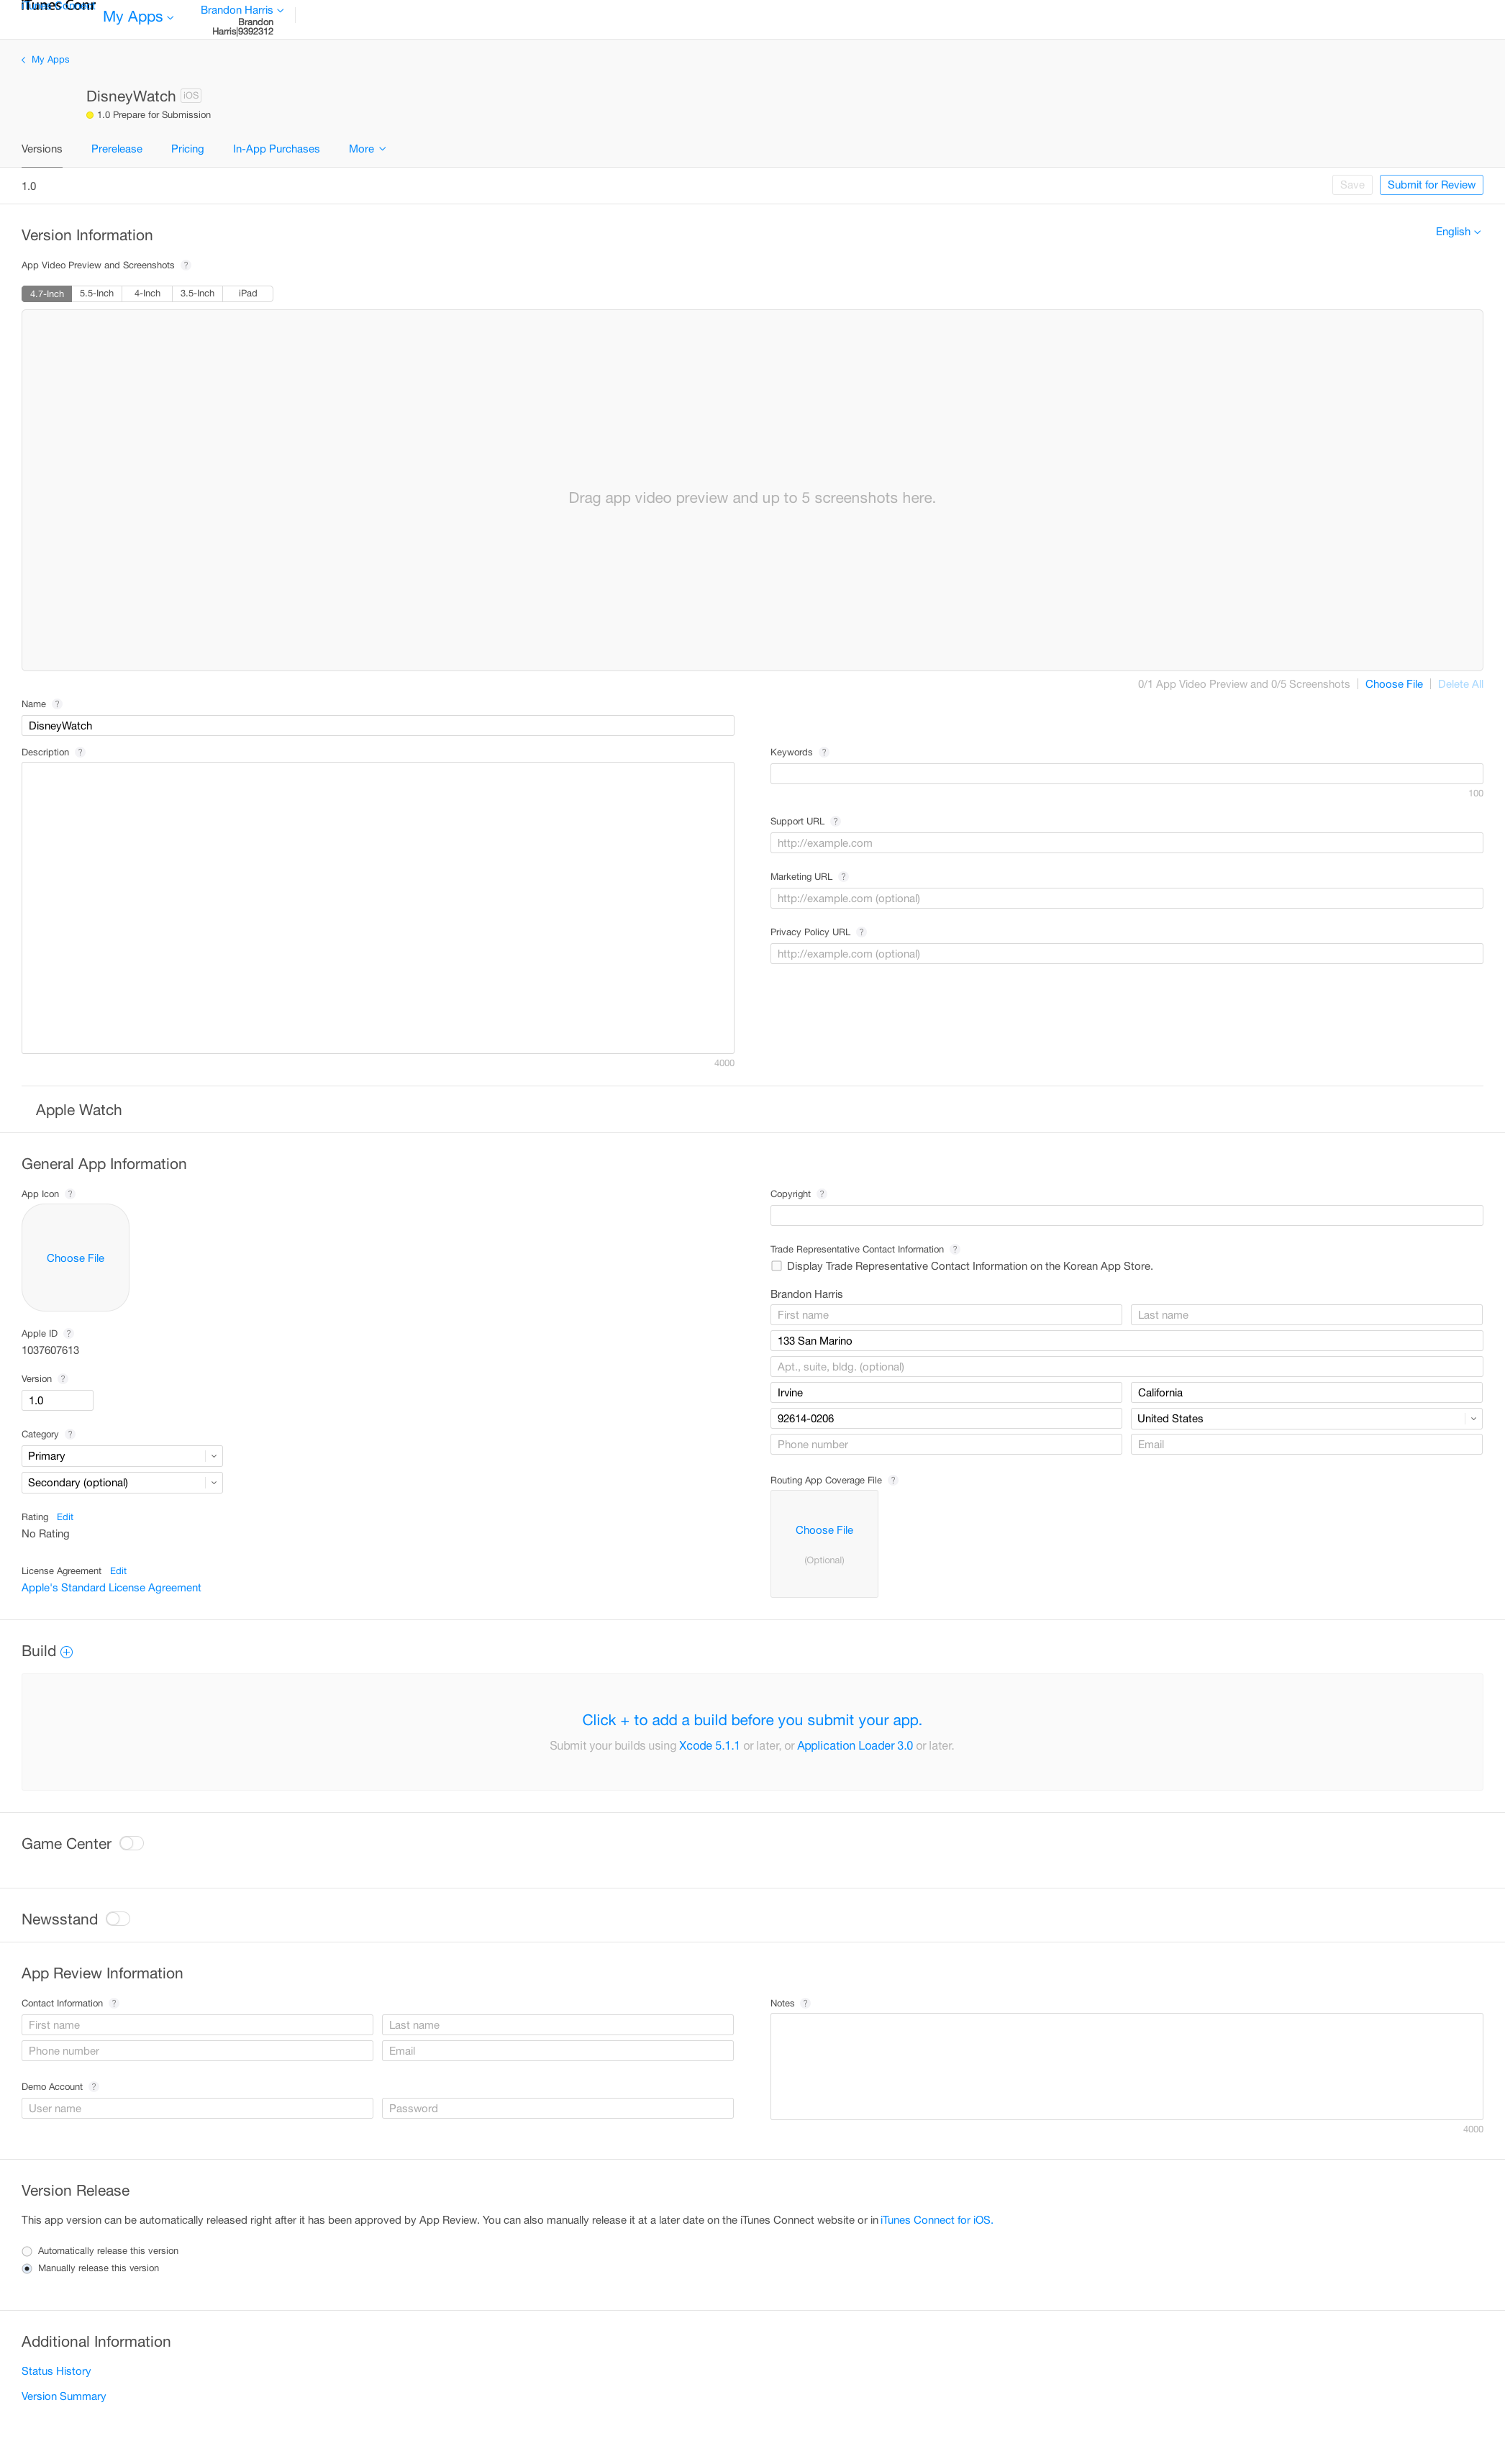 iTunes Conr
My Apps
Brandon Harris
Brandon
Harris|9392312
My Apps
DisneyWatch iOS
1.0 Prepare for Submission
Versions Prerelease Pricing In-App Purchases More
1.0 Save Submit for Review
Version Information English
App Video Preview and Screenshots ?
4.7-Inch 5.5-Inch 4-Inch 3.5-Inch iPad
Drag app video preview and up to 5 screenshots here.
0/1 App Video Preview and 0/5 Screenshots Choose File Delete All
Name ?
DisneyWatch
Description ?
4000
Keywords ?
100
Support URL ?
http://example.com
Marketing URL ?
http://example.com (optional)
Privacy Policy URL ?
http://example.com (optional)
Apple Watch
General App Information
App Icon ?
Choose File
Apple ID ?
1037607613
Version ?
1.0
Category ?
Primary
Secondary (optional)
Rating Edit
No Rating
License Agreement Edit
Apple's Standard License Agreement
Copyright ?
Trade Representative Contact Information ?
Display Trade Representative Contact Information on the Korean App Store.
Brandon Harris
First name Last name
133 San Marino
Apt., suite, bldg. (optional)
Irvine California
92614-0206 United States
Phone number Email
Routing App Coverage File ?
Choose File
(Optional)
Build
Click + to add a build before you submit your app.
Submit your builds using Xcode 5.1.1 or later, or Application Loader 3.0 or later.
Game Center
Newsstand
App Review Information
Contact Information ?
First name Last name
Phone number Email
Demo Account ?
User name Password
Notes ?
4000
Version Release
This app version can be automatically released right after it has been approved by App Review. You can also manually release it at a later date on the iTunes Connect website or in iTunes Connect for iOS.
Automatically release this version
Manually release this version
Additional Information
Status History
Version Summary